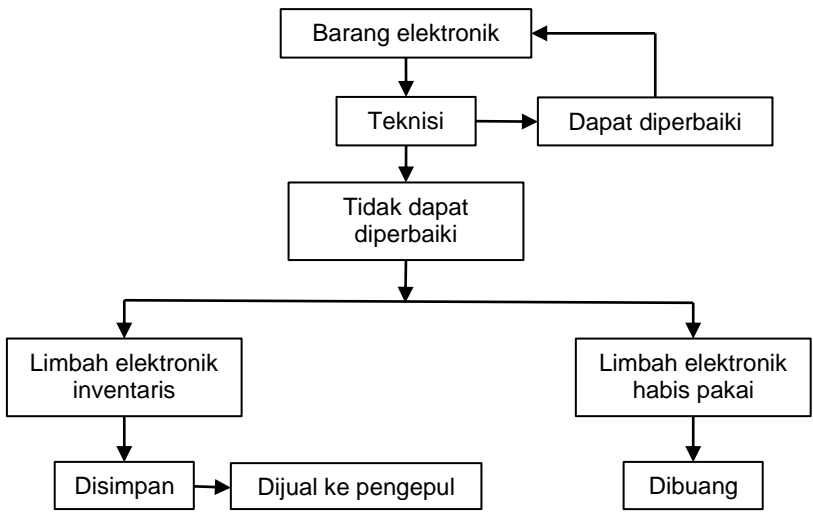 Barang elektronik
Teknisi
Dapat diperbaiki
Tidak dapat
diperbaiki
Limbah elektronik
inventaris
Limbah elektronik
habis pakai
Disimpan
Dijual ke pengepul
Dibuang